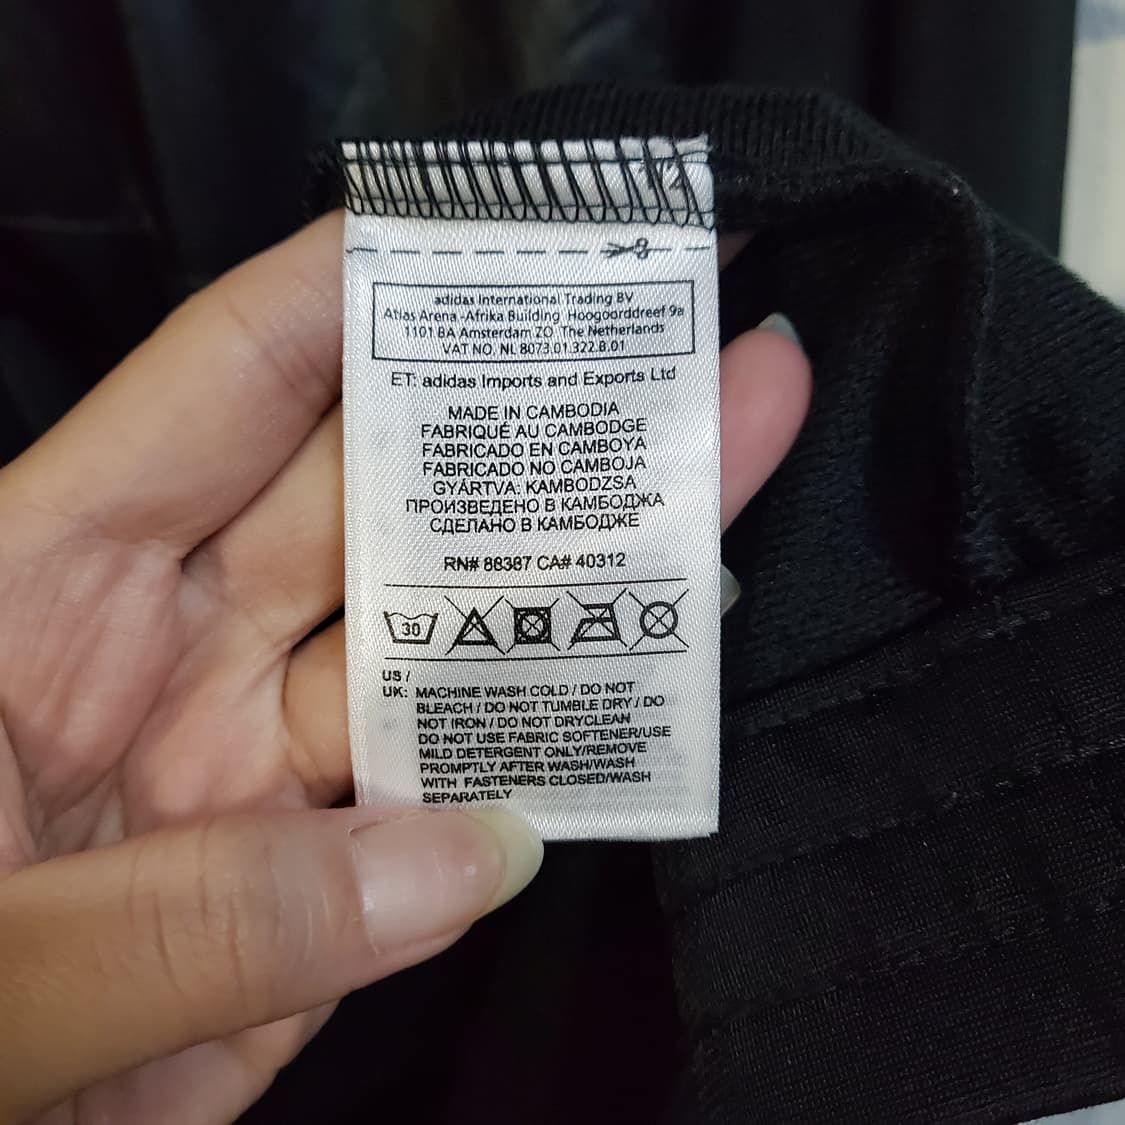 adidas International Trading BV
Atlas Arena -Afrika Building Hoogoorddreef 9a
1101 BA Amsterdam ZO The Netherlands
VAT NO. NL 8073.01.322.B.01
ET: adidas Imports and Exports Ltd
MADE IN CAMBODIA
FABRIQUÉ AU CAMBODGE
FABRICADO EN CAMBOYA
FABRICADO NO CAMBOJA
GYÁRTVA: KAMBODZSA
ПРОИЗВЕДЕНО В КАМБОДЖА
СДЕЛАНО В КАМБОДЖЕ
RN# 88387 CA# 40312
30
US /
UK: MACHINE WASH COLD / DO NOT
BLEACH / DO NOT TUMBLE DRY / DO
NOT IRON / DO NOT DRYCLEAN
DO NOT USE FABRIC SOFTENER/USE
MILD DETERGENT ONLY/REMOVE
PROMPTLY AFTER WASH/WASH
WITH FASTENERS CLOSED/WASH
SEPARATELY